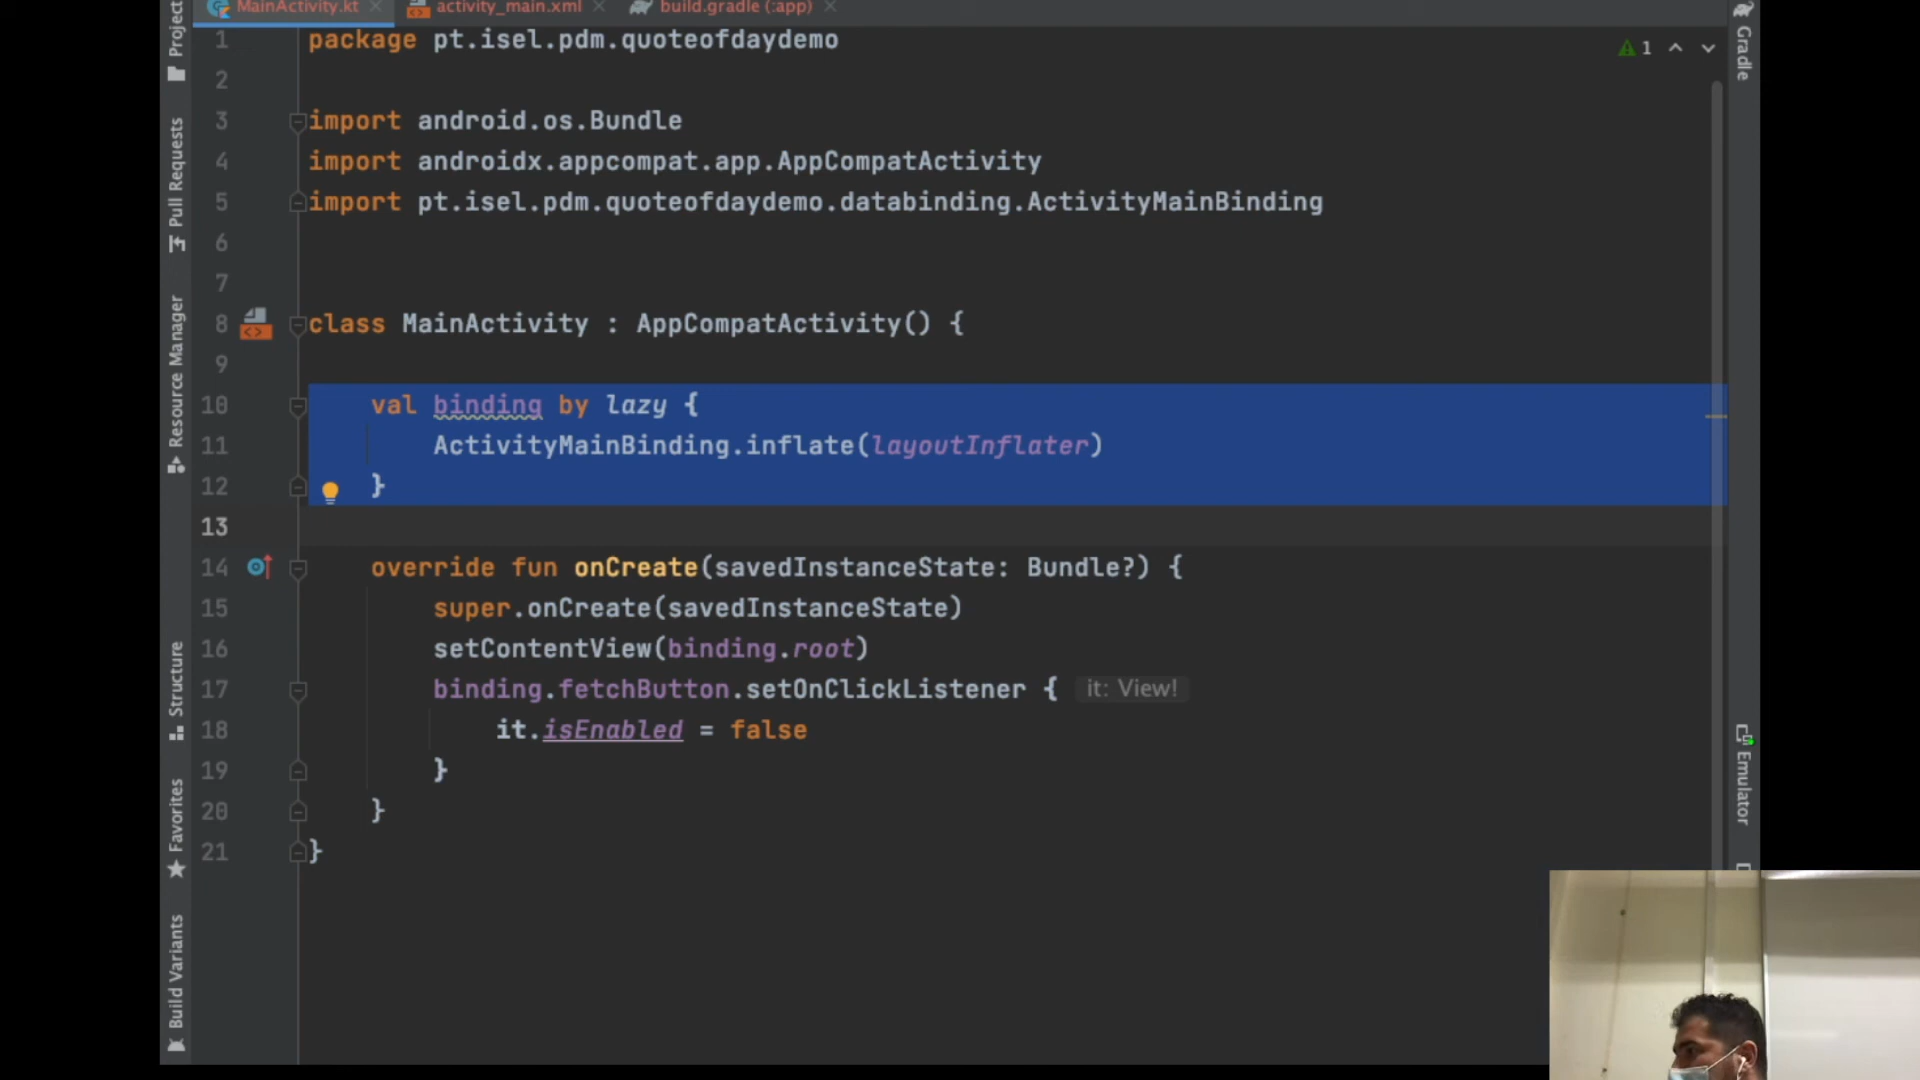 MainActivity.kt
activity_main.xml
build.gradle (:app)
1
Project
Pull Requests
Resource Manager
Structure
Favorites
Build Variants
Gradle
Emulator
1 package pt.isel.pdm.quoteofdaydemo
2
3 import android.os.Bundle
4 import androidx.appcompat.app.AppCompatActivity
5 import pt.isel.pdm.quoteofdaydemo.databinding.ActivityMainBinding
6
7
8 class MainActivity : AppCompatActivity() {
9
10 val binding by lazy {
11 ActivityMainBinding.inflate(layoutInflater)
12 }
13
14 override fun onCreate(savedInstanceState: Bundle?) {
15 super.onCreate(savedInstanceState)
16 setContentView(binding.root)
17 binding.fetchButton.setOnClickListener { it: View!
18 it.isEnabled = false
19 }
20 }
21 }